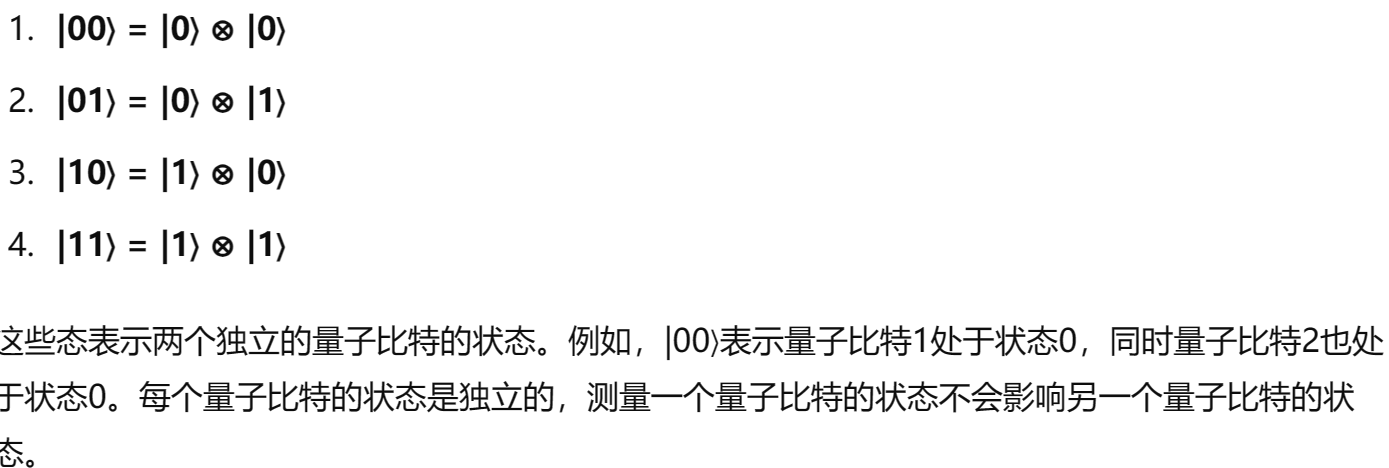 1. |00⟩ = |0⟩ ⊗ |0⟩
2. |01⟩ = |0⟩ ⊗ |1⟩
3. |10⟩ = |1⟩ ⊗ |0⟩
4. |11⟩ = |1⟩ ⊗ |1⟩
这些态表示两个独立的量子比特的状态。例如，|00⟩表示量子比特1处于状态0，同时量子比特2也处
于状态0。每个量子比特的状态是独立的，测量一个量子比特的状态不会影响另一个量子比特的状
态。